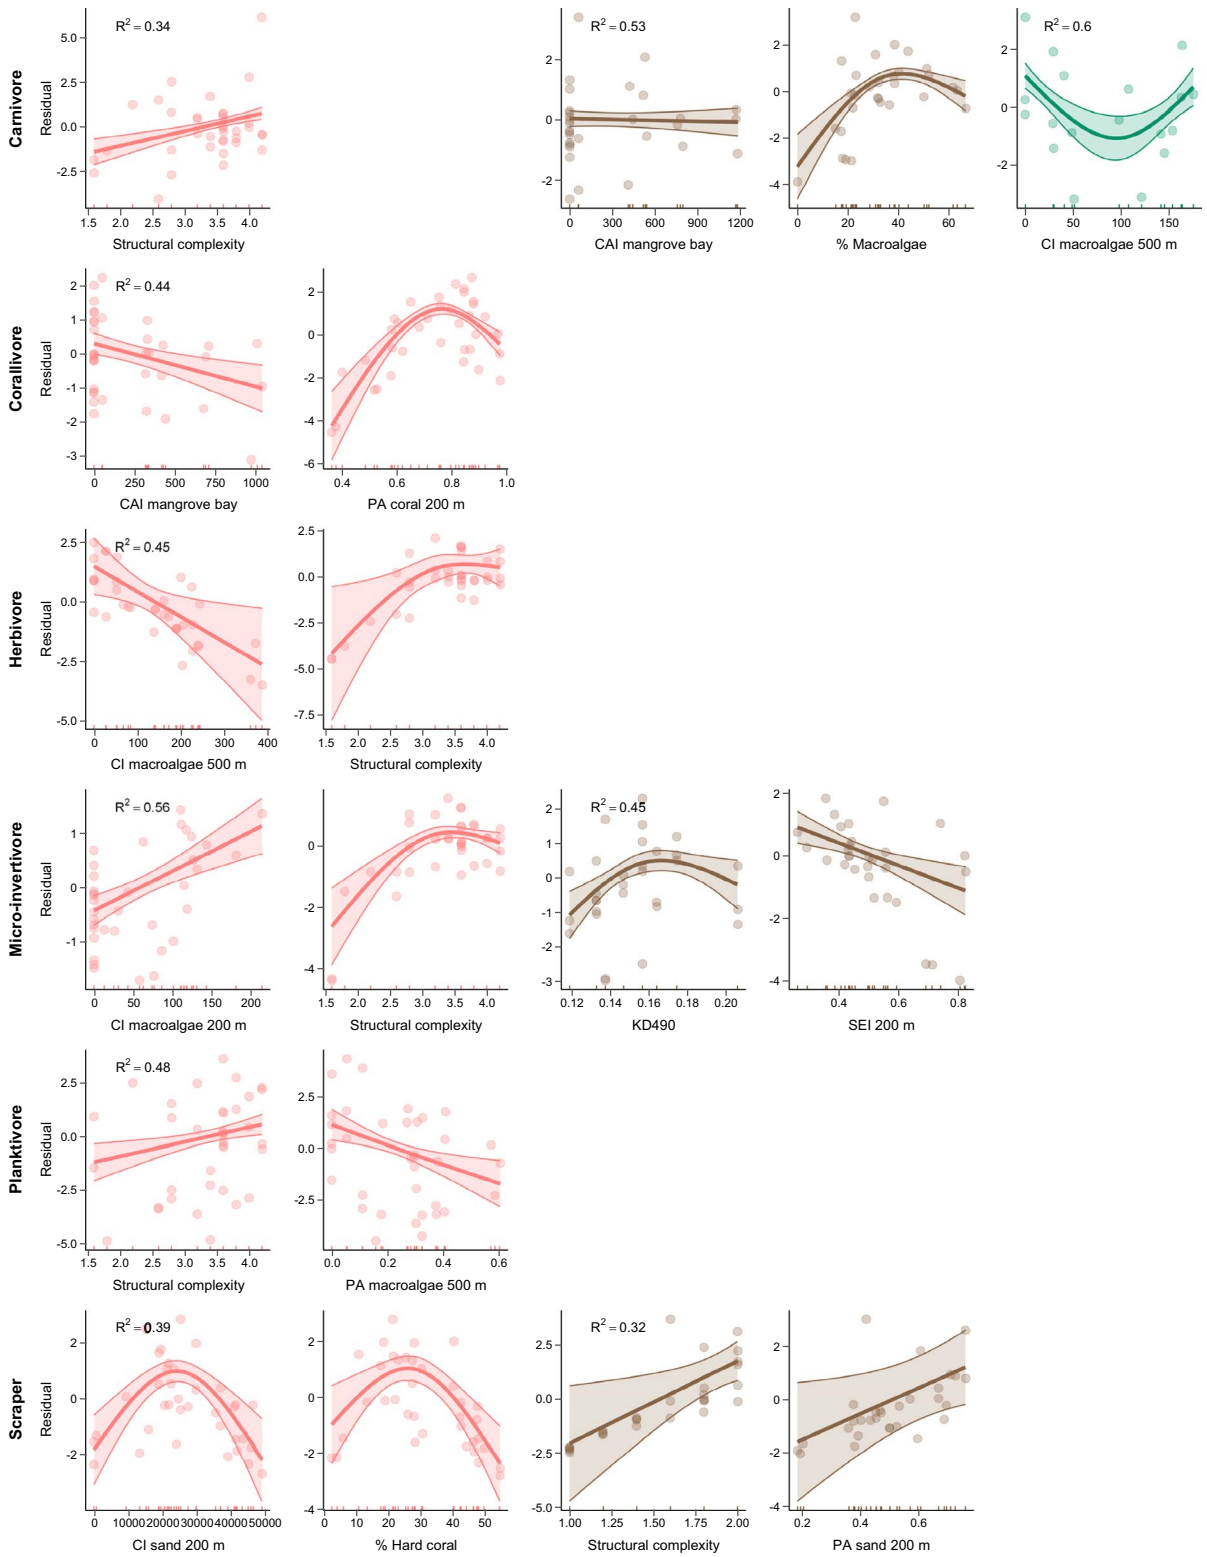 Carnivore
Residual
R² = 0.34
5.0
2.5
0.0
-2.5
1.5 2.0 2.5 3.0 3.5 4.0
Structural complexity
R² = 0.53
2
0
-2
0 300 600 900 1200
CAI mangrove bay
2
0
-2
-4
0 20 40 60
% Macroalgae
R² = 0.6
2
0
-2
0 50 100 150
CI macroalgae 500 m
Corallivore
Residual
R² = 0.44
2
1
0
-1
-2
-3
0 250 500 750 1000
CAI mangrove bay
2
0
-2
-4
-6
0.4 0.6 0.8 1.0
PA coral 200 m
Herbivore
Residual
R² = 0.45
2.5
0.0
-2.5
-5.0
0 100 200 300 400
CI macroalgae 500 m
2.5
0.0
-2.5
-5.0
-7.5
1.5 2.0 2.5 3.0 3.5 4.0
Structural complexity
Micro-invertivore
Residual
R² = 0.56
1
0
-1
0 50 100 150 200
CI macroalgae 200 m
0
-2
-4
1.5 2.0 2.5 3.0 3.5 4.0
Structural complexity
R² = 0.45
2
1
0
-1
-2
-3
0.12 0.14 0.16 0.18 0.20
KD490
2
0
-2
-4
0.4 0.6 0.8
SEI 200 m
Planktivore
Residual
R² = 0.48
2.5
0.0
-2.5
-5.0
1.5 2.0 2.5 3.0 3.5 4.0
Structural complexity
2.5
0.0
-2.5
0.0 0.2 0.4 0.6
PA macroalgae 500 m
Scraper
Residual
R² = 0.39
2
0
-2
0 10000 20000 30000 40000 50000
CI sand 200 m
2
0
-2
-4
0 10 20 30 40 50
% Hard coral
R² = 0.32
2.5
0.0
-2.5
-5.0
1.00 1.25 1.50 1.75 2.00
Structural complexity
2
0
-2
-4
0.2 0.4 0.6
PA sand 200 m